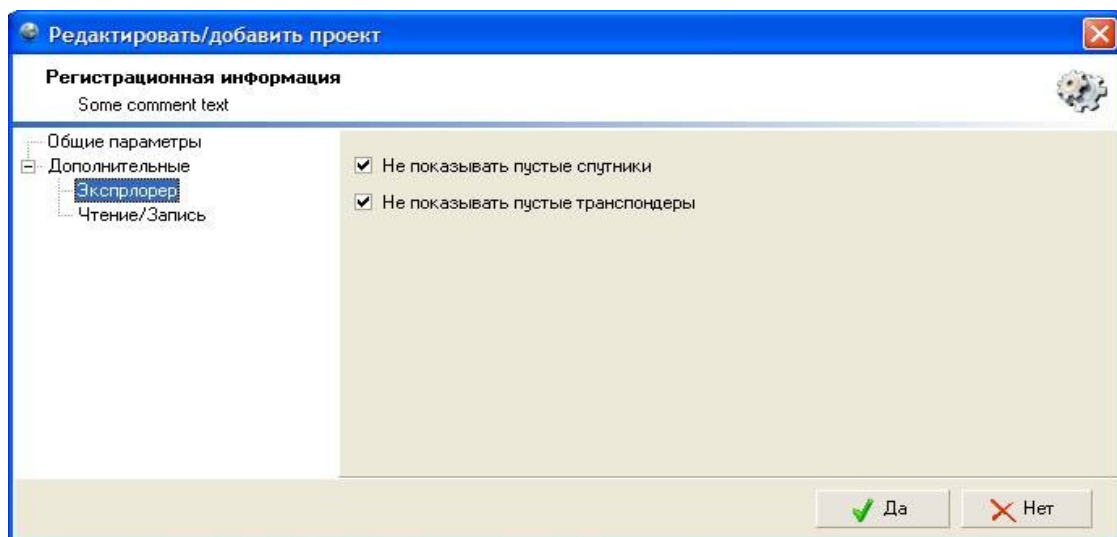 Редактировать/добавить проект
Регистрационная информация
Some comment text
Общие параметры
Дополнительные
Эксплорер
Чтение/Запись
Не показывать пустые спутники
Не показывать пустые транспондеры
Да
Нет